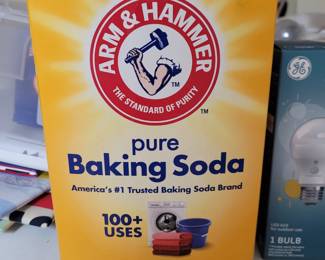 ARM & HAMMER
THE STANDARD OF PURITY
TM
TM
pure
Baking Soda
America's #1 Trusted Baking Soda Brand
100+
USES
GE
1 BULB